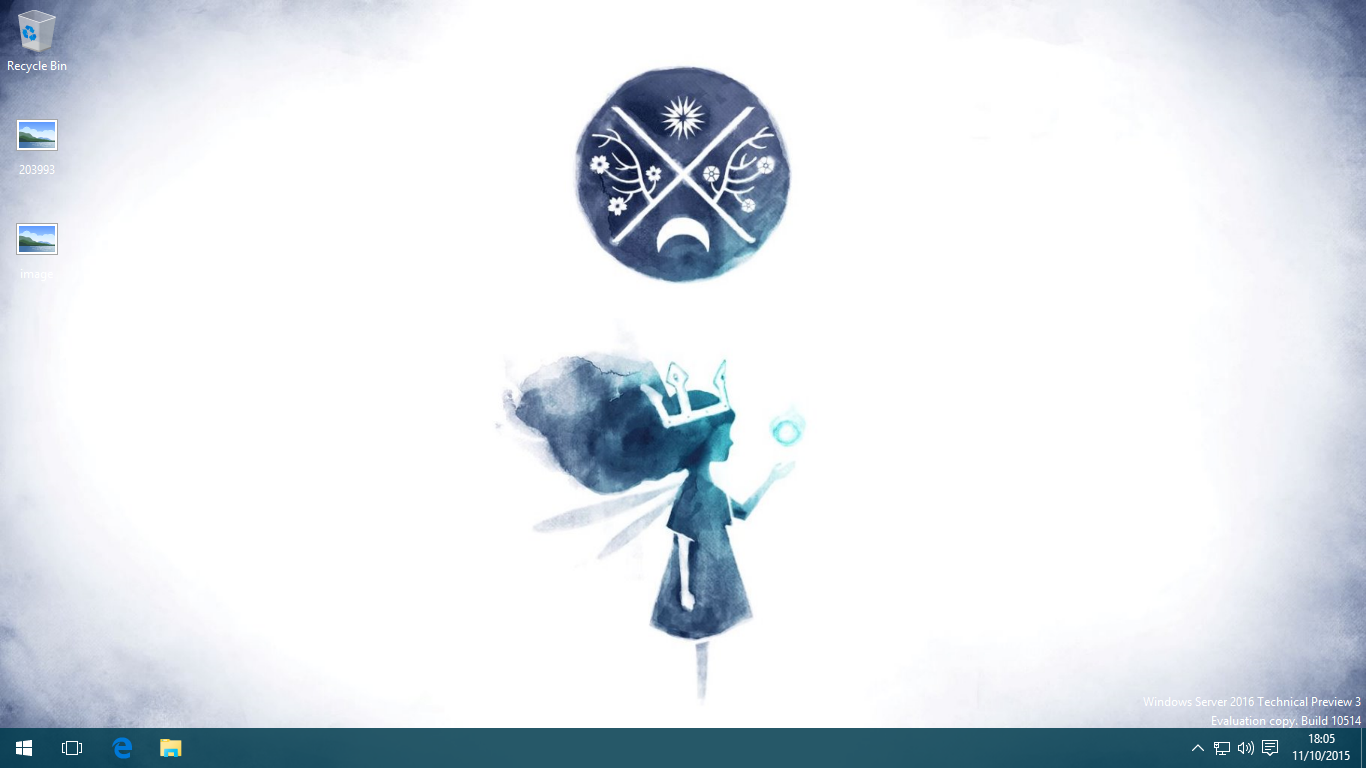 Recycle Bin
203993
image
Windows Server 2016 Technical Preview 3
Evaluation copy. Build 10514
18:05
11/10/2015